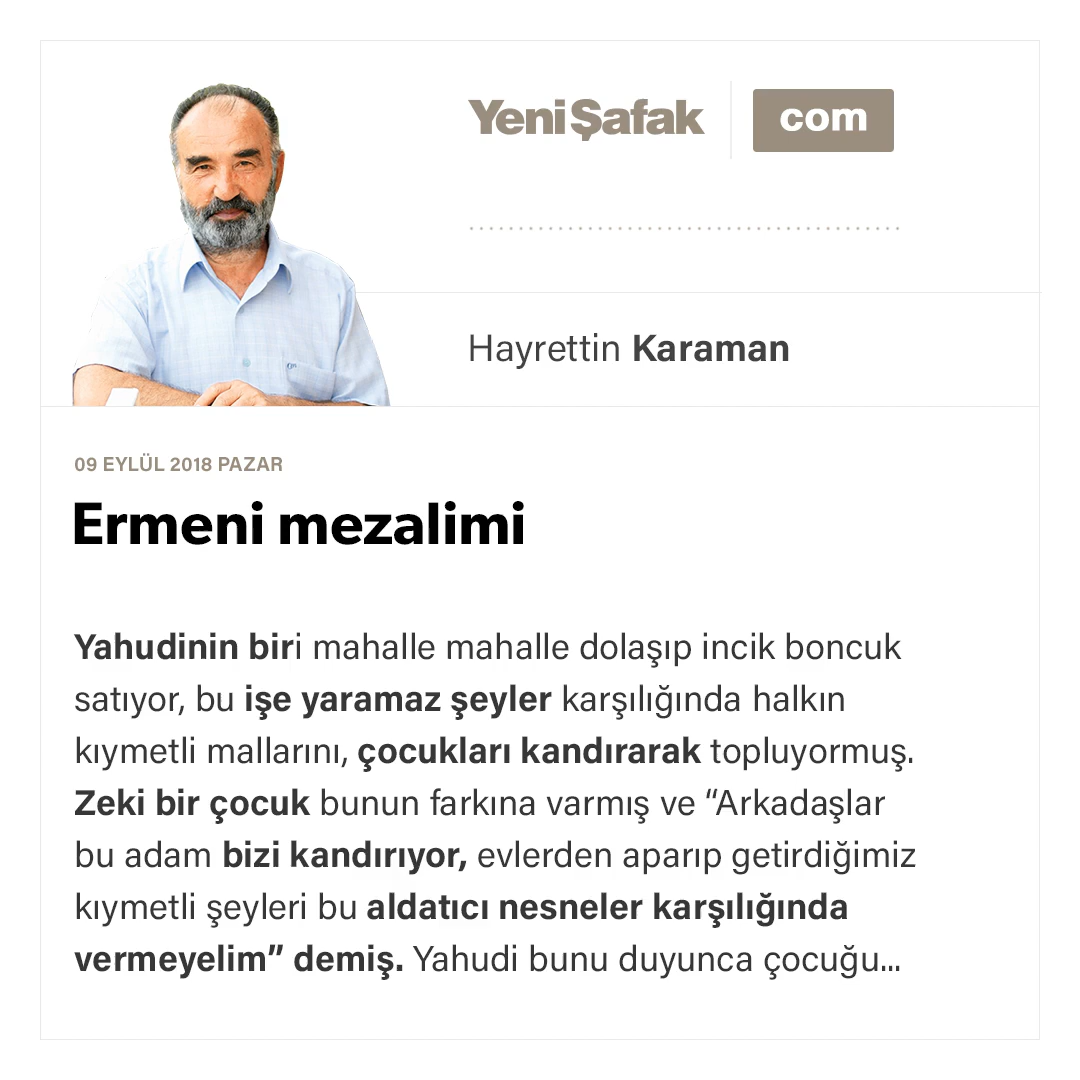 YeniŞafak com
Hayrettin Karaman
09 EYLÜL 2018 PAZAR
Ermeni mezalimi
Yahudinin biri mahalle mahalle dolaşıp incik boncuk
satıyor, bu işe yaramaz şeyler karşılığında halkın
kıymetli mallarını, çocukları kandırarak topluyormuş.
Zeki bir çocuk bunun farkına varmış ve “Arkadaşlar
bu adam bizi kandırıyor, evlerden aparıp getirdiğimiz
kıymetli şeyleri bu aldatıcı nesneler karşılığında
vermeyelim” demiş. Yahudi bunu duyunca çocuğu...